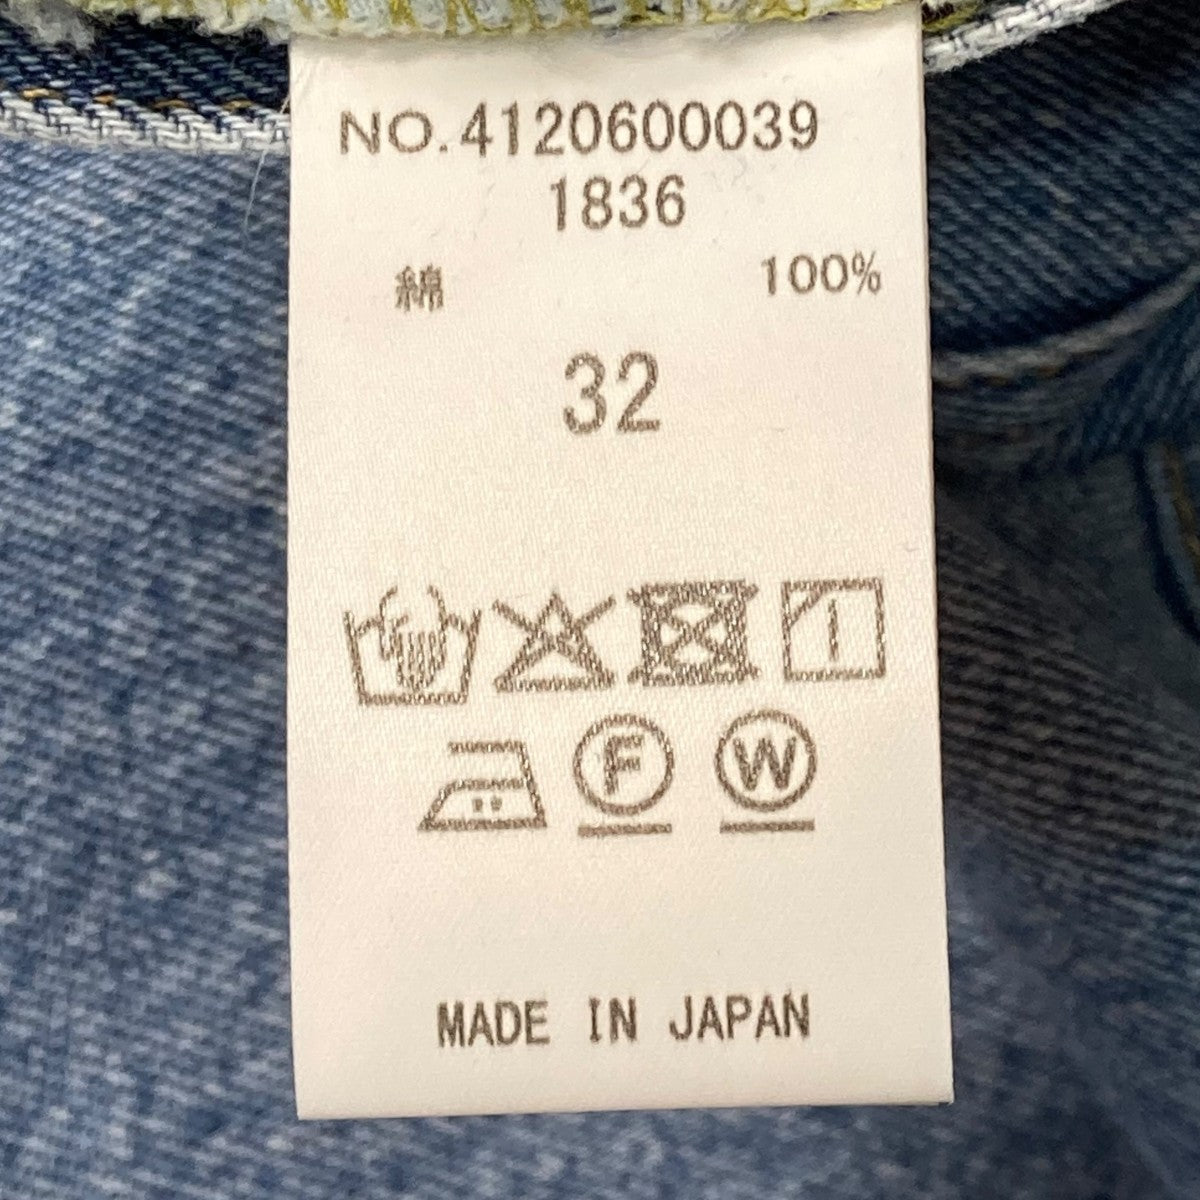 NO.4120600039
1836
綿 100%
32
F W
MADE IN JAPAN